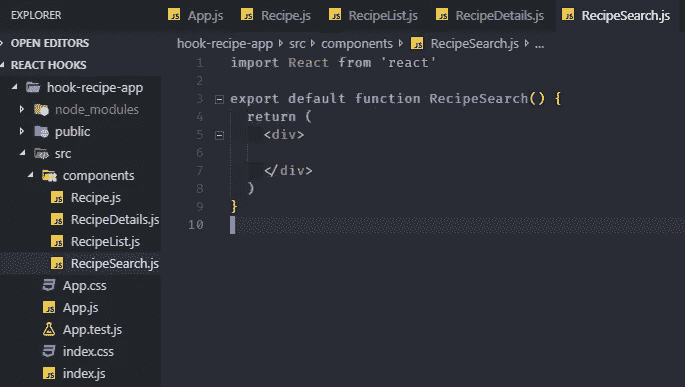 EXPLORER
OPEN EDITORS
REACT HOOKS
hook-recipe-app
node_modules
public
src
components
JS Recipe.js
JS RecipeDetails.js
JS RecipeList.js
JS RecipeSearch.js
App.css
JS App.js
JS App.test.js
index.css
JS index.js
JS App.js
JS Recipe.js
JS RecipeList.js
JS RecipeDetails.js
JS RecipeSearch.js
hook-recipe-app › src › components › JS RecipeSearch.js › ...
1 import React from 'react'
2
3 export default function RecipeSearch() {
4 return (
5 <div>
6
7 </div>
8 )
9 }
10